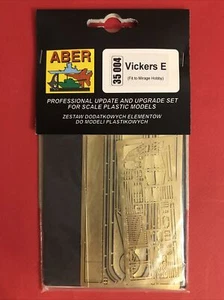 ABER
35 004
Vickers E
(Fit to Mirage Hobby)
PROFESSIONAL UPDATE AND UPGRADE SET
FOR SCALE PLASTIC MODELS
ZESTAW DODATKOWYCH ELEMENTÓW
DO MODELI PLASTIKOWYCH